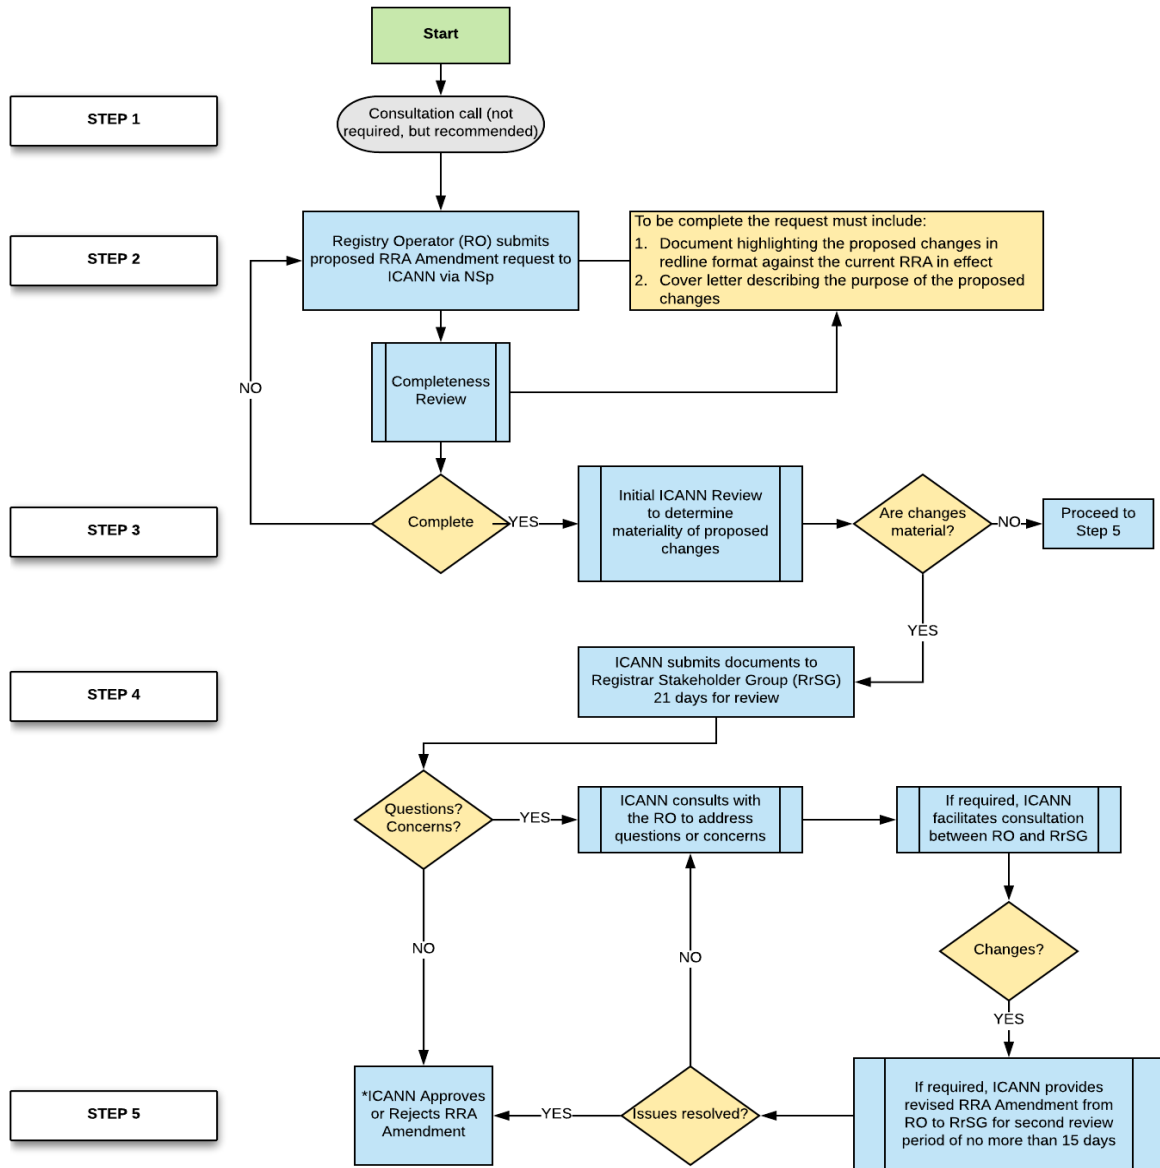 Start
STEP 1
Consultation call (not
required, but recommended)
STEP 2
Registry Operator (RO) submits
proposed RRA Amendment request to
ICANN via NSp
To be complete the request must include:
1. Document highlighting the proposed changes in
redline format against the current RRA in effect
2. Cover letter describing the purpose of the proposed
changes
Completeness
Review
NO
STEP 3
Complete
YES
Initial ICANN Review
to determine
materiality of proposed
changes
Are changes
material?
NO
Proceed to
Step 5
YES
STEP 4
ICANN submits documents to
Registrar Stakeholder Group (RrSG)
21 days for review
Questions?
Concerns?
YES
ICANN consults with
the RO to address
questions or concerns
If required, ICANN
facilitates consultation
between RO and RrSG
NO
NO
Changes?
YES
STEP 5
*ICANN Approves
or Rejects RRA
Amendment
YES
Issues resolved?
If required, ICANN provides
revised RRA Amendment from
RO to RrSG for second review
period of no more than 15 days